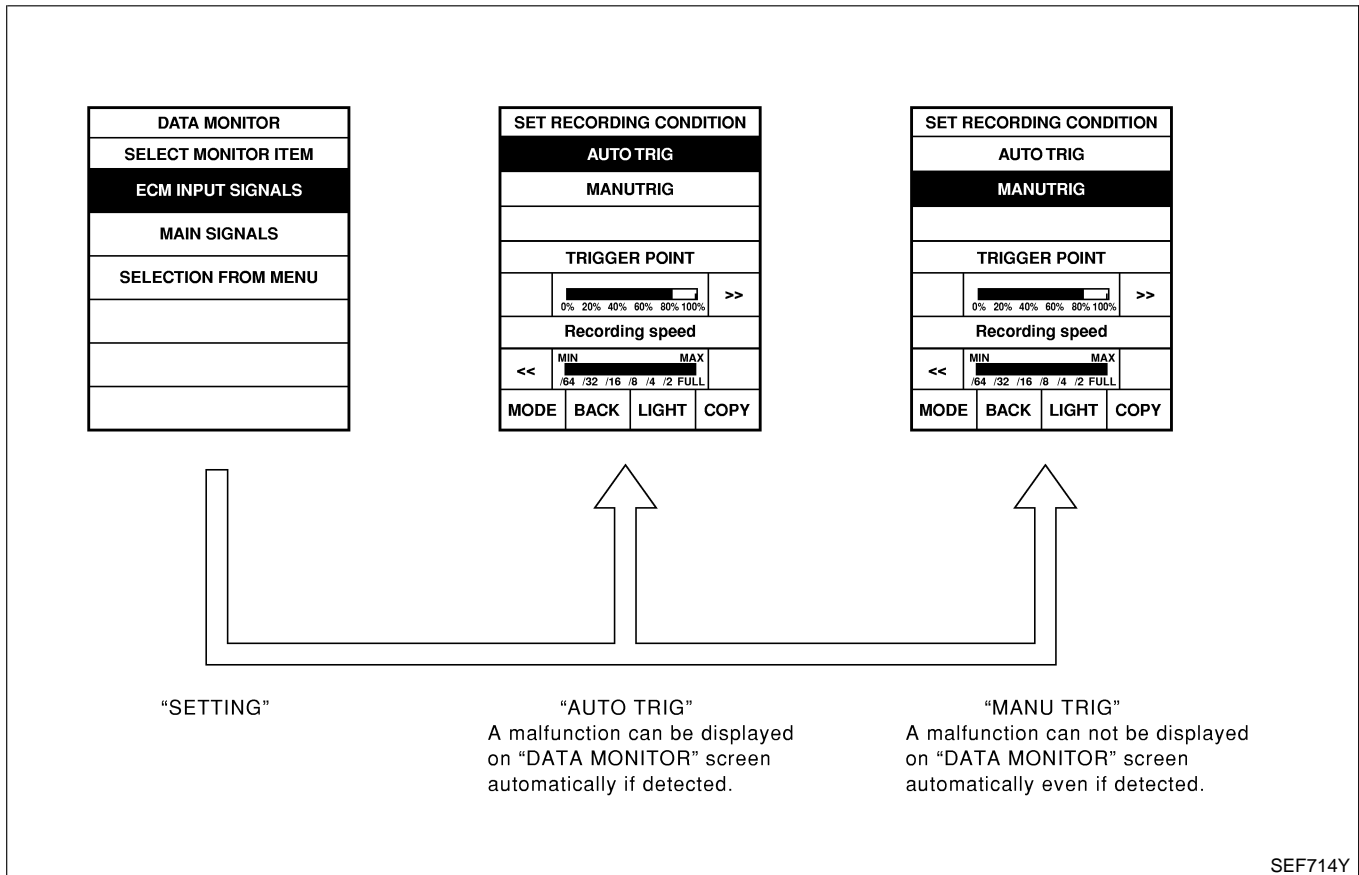 DATA MONITOR
SELECT MONITOR ITEM
ECM INPUT SIGNALS
MAIN SIGNALS
SELECTION FROM MENU
SET RECORDING CONDITION
AUTO TRIG
MANUTRIG
TRIGGER POINT
>>
0% 20% 40% 60% 80% 100%
Recording speed
MIN MAX
<<
/64 /32 /16 /8 /4 /2 FULL
MODE BACK LIGHT COPY
SET RECORDING CONDITION
AUTO TRIG
MANUTRIG
TRIGGER POINT
>>
0% 20% 40% 60% 80% 100%
Recording speed
MIN MAX
<<
/64 /32 /16 /8 /4 /2 FULL
MODE BACK LIGHT COPY
“SETTING”
“AUTO TRIG”
A malfunction can be displayed
on “DATA MONITOR” screen
automatically if detected.
“MANU TRIG”
A malfunction can not be displayed
on “DATA MONITOR” screen
automatically even if detected.
SEF714Y